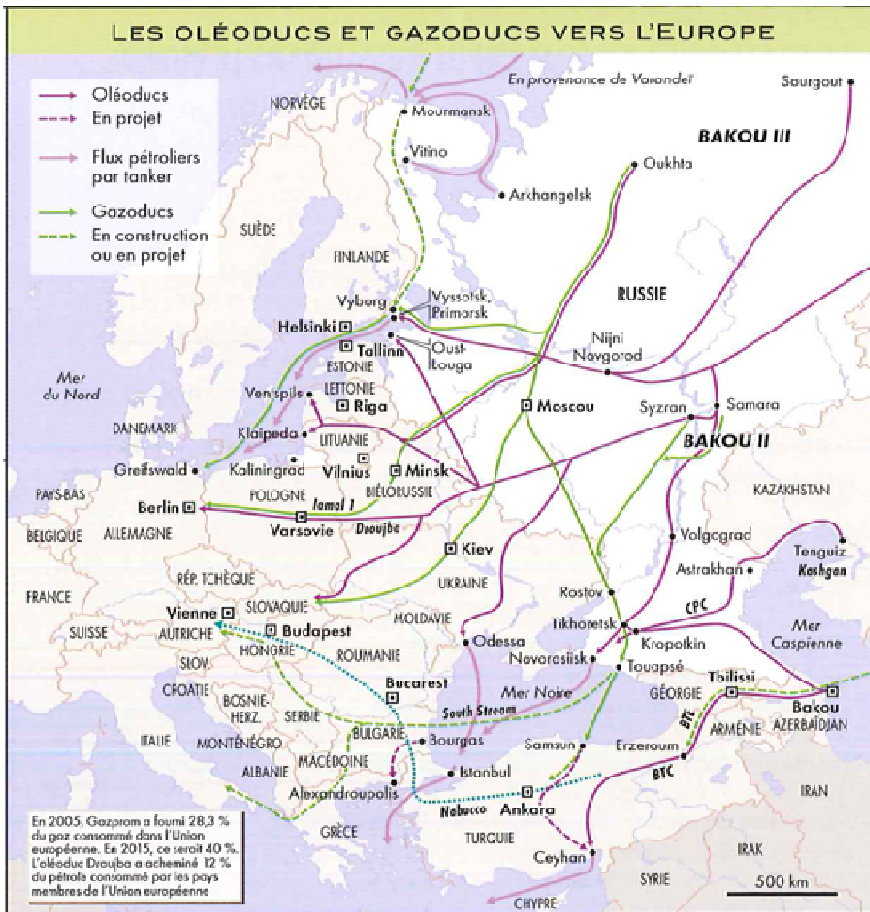 LES OLÉODUCS ET GAZODUCS VERS L'EUROPE
Oléoducs
En projet
Flux pétroliers
par tanker
Gazoducs
En construction
ou en projet
En provenance de Varandeï
Sourgout
NORVÈGE
Mourmansk
BAKOU III
Vitino
Oukhta
Arkhangelsk
SUÈDE
FINLANDE
RUSSIE
Vyborg
Vyssotsk,
Primorsk
Helsinki
Tallinn
Oust-
Louga
Nijni
Novgorod
ESTONIE
Mer
du Nord
LETTONIE
Ventspils
Riga
Moscou
Syzran
Samara
DANEMARK
Klaipeda
LITUANIE
BAKOU II
Greifswald
Kaliningrad
Vilnius
Minsk
PAYS-BAS
POLOGNE
Iamal 1
BIÉLORUSSIE
KAZAKHSTAN
Berlin
Varsovie
Droujba
BELGIQUE
ALLEMAGNE
Volgograd
Kiev
Tenguiz
Kashgan
Astrakhan
RÉP. TCHÈQUE
UKRAINE
FRANCE
SLOVAQUIE
Rostov
CPC
Vienne
MOLDAVIE
Tikhoretsk
Mer
Caspienne
SUISSE
AUTRICHE
Budapest
Odessa
Kropotkin
HONGRIE
ROUMANIE
Novorossiisk
Touapsé
SLOV.
Tbilissi
CROATIE
Bucarest
Mer Noire
GÉORGIE
Bakou
BOSNIE-
HERZ.
SERBIE
South Stream
BTE
ARMÉNIE
AZERBAÏDJAN
ITALIE
MONTÉNÉGRO
BULGARIE
Bourgas
Samsun
Erzeroum
MACÉDOINE
ALBANIE
Istanbul
BTC
IRAN
Alexandroupolis
Nabucco
Ankara
GRÈCE
TURQUIE
Ceyhan
IRAK
SYRIE
500 km
CHYPRE
En 2005, Gazprom a fourni 28,3 %
du gaz consommé dans l'Union
européenne. En 2015, ce serait 40 %.
L'oléoduc Droujba a acheminé 12 %
du pétrole consommé par les pays
membres de l'Union européenne